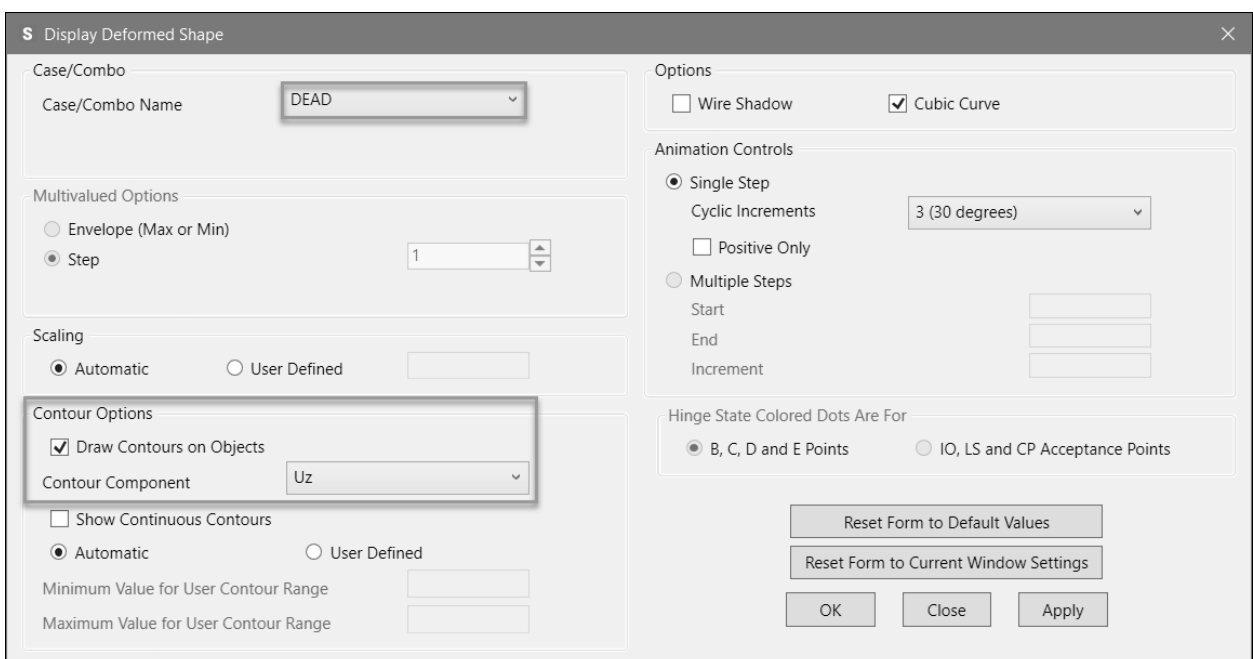 S Display Deformed Shape
Case/Combo
Case/Combo Name DEAD
Multivalued Options
Envelope (Max or Min)
Step 1
Scaling
Automatic User Defined
Contour Options
Draw Contours on Objects
Contour Component Uz
Show Continuous Contours
Automatic User Defined
Minimum Value for User Contour Range
Maximum Value for User Contour Range
Options
Wire Shadow Cubic Curve
Animation Controls
Single Step
Cyclic Increments 3 (30 degrees)
Positive Only
Multiple Steps
Start
End
Increment
Hinge State Colored Dots Are For
B, C, D and E Points IO, LS and CP Acceptance Points
Reset Form to Default Values
Reset Form to Current Window Settings
OK Close Apply